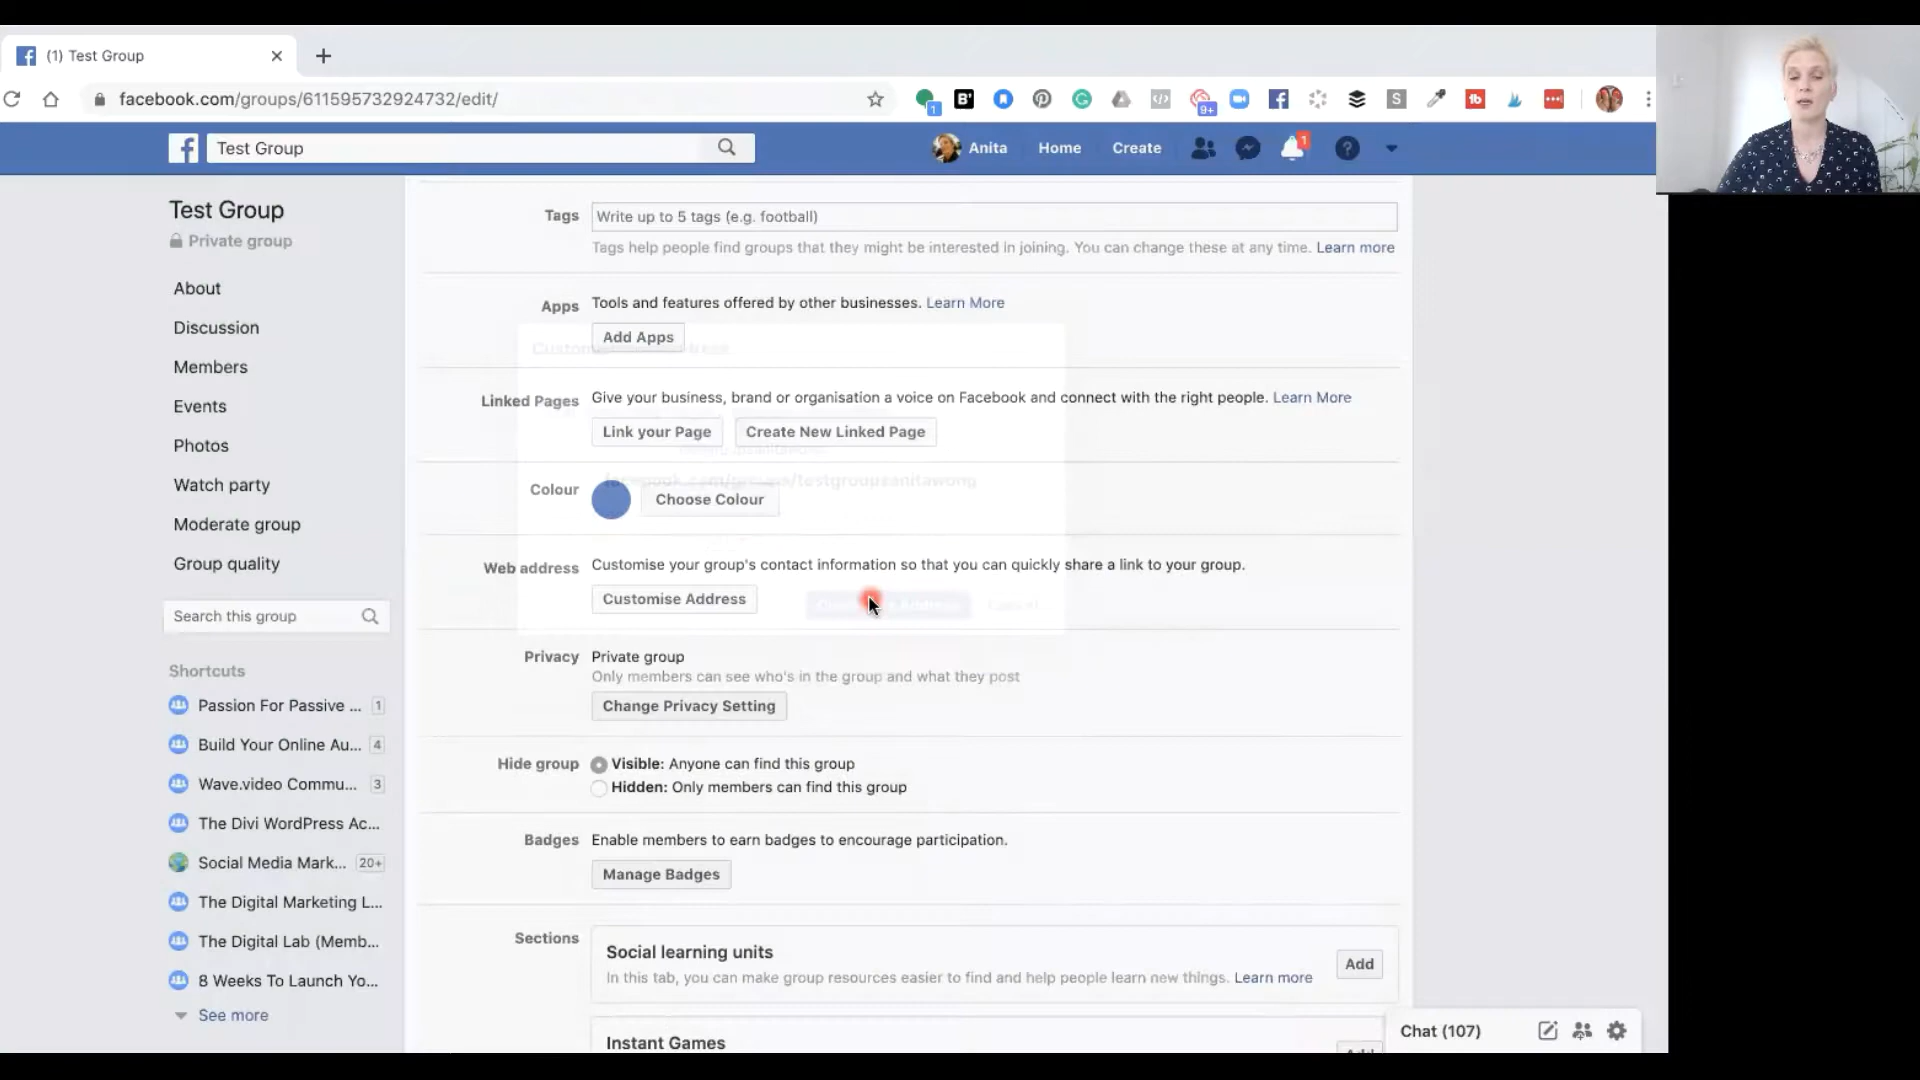 (1) Test Group
facebook.com/groups/611595732924732/edit/
1
B'
9+
S
tb
Test Group
Anita
Home
Create
1
Test Group
Private group
About
Discussion
Members
Events
Photos
Watch party
Moderate group
Group quality
Search this group
Shortcuts
Passion For Passive ... 1
Build Your Online Au... 4
Wave.video Commu... 3
The Divi WordPress Ac...
Social Media Mark... 20+
The Digital Marketing L...
The Digital Lab (Memb...
8 Weeks To Launch Yo...
See more
Tags Write up to 5 tags (e.g. football)
Tags help people find groups that they might be interested in joining. You can change these at any time. Learn more
Apps Tools and features offered by other businesses. Learn More
Add Apps
Linked Pages Give your business, brand or organisation a voice on Facebook and connect with the right people. Learn More
Link your Page Create New Linked Page
facebook.com/groups/testgroupanitawong
Colour Choose Colour
Web address Customise your group's contact information so that you can quickly share a link to your group.
Customise Address
Cancel
Privacy Private group
Only members can see who's in the group and what they post
Change Privacy Setting
Hide group Visible: Anyone can find this group
Hidden: Only members can find this group
Badges Enable members to earn badges to encourage participation.
Manage Badges
Sections Social learning units
In this tab, you can make group resources easier to find and help people learn new things. Learn more
Add
Instant Games
Add
Chat (107)